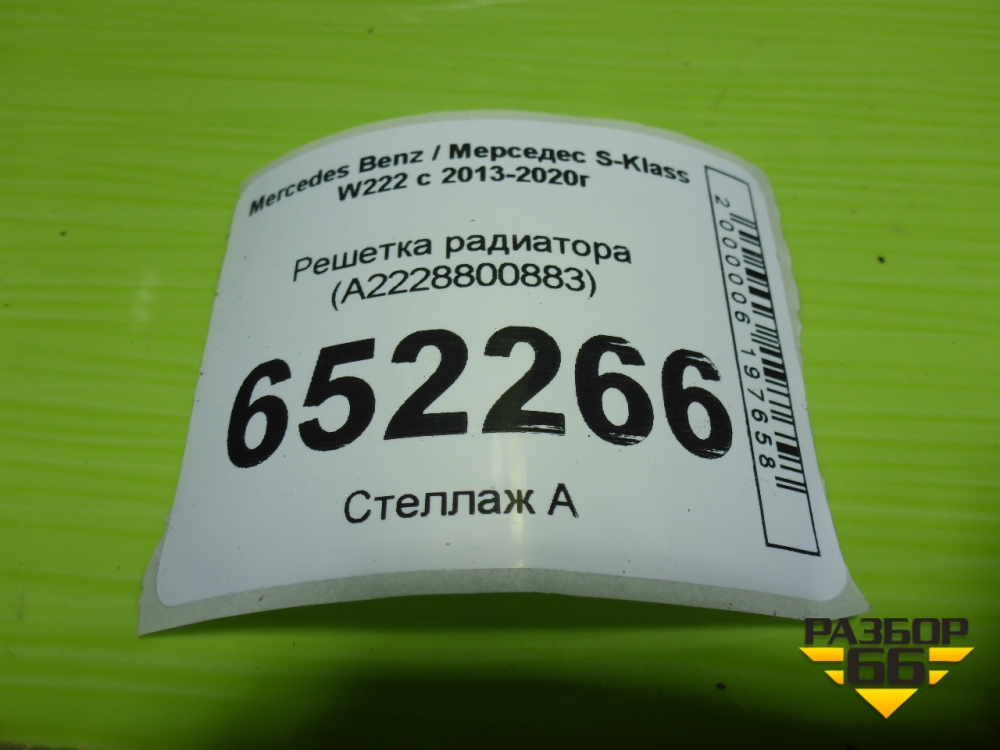 Mercedes Benz / Мерседес S-Klass
W222 с 2013-2020г
Решетка радиатора
(A2228800883)
652266
Стеллаж А
2000006197658
РАЗБОР
66